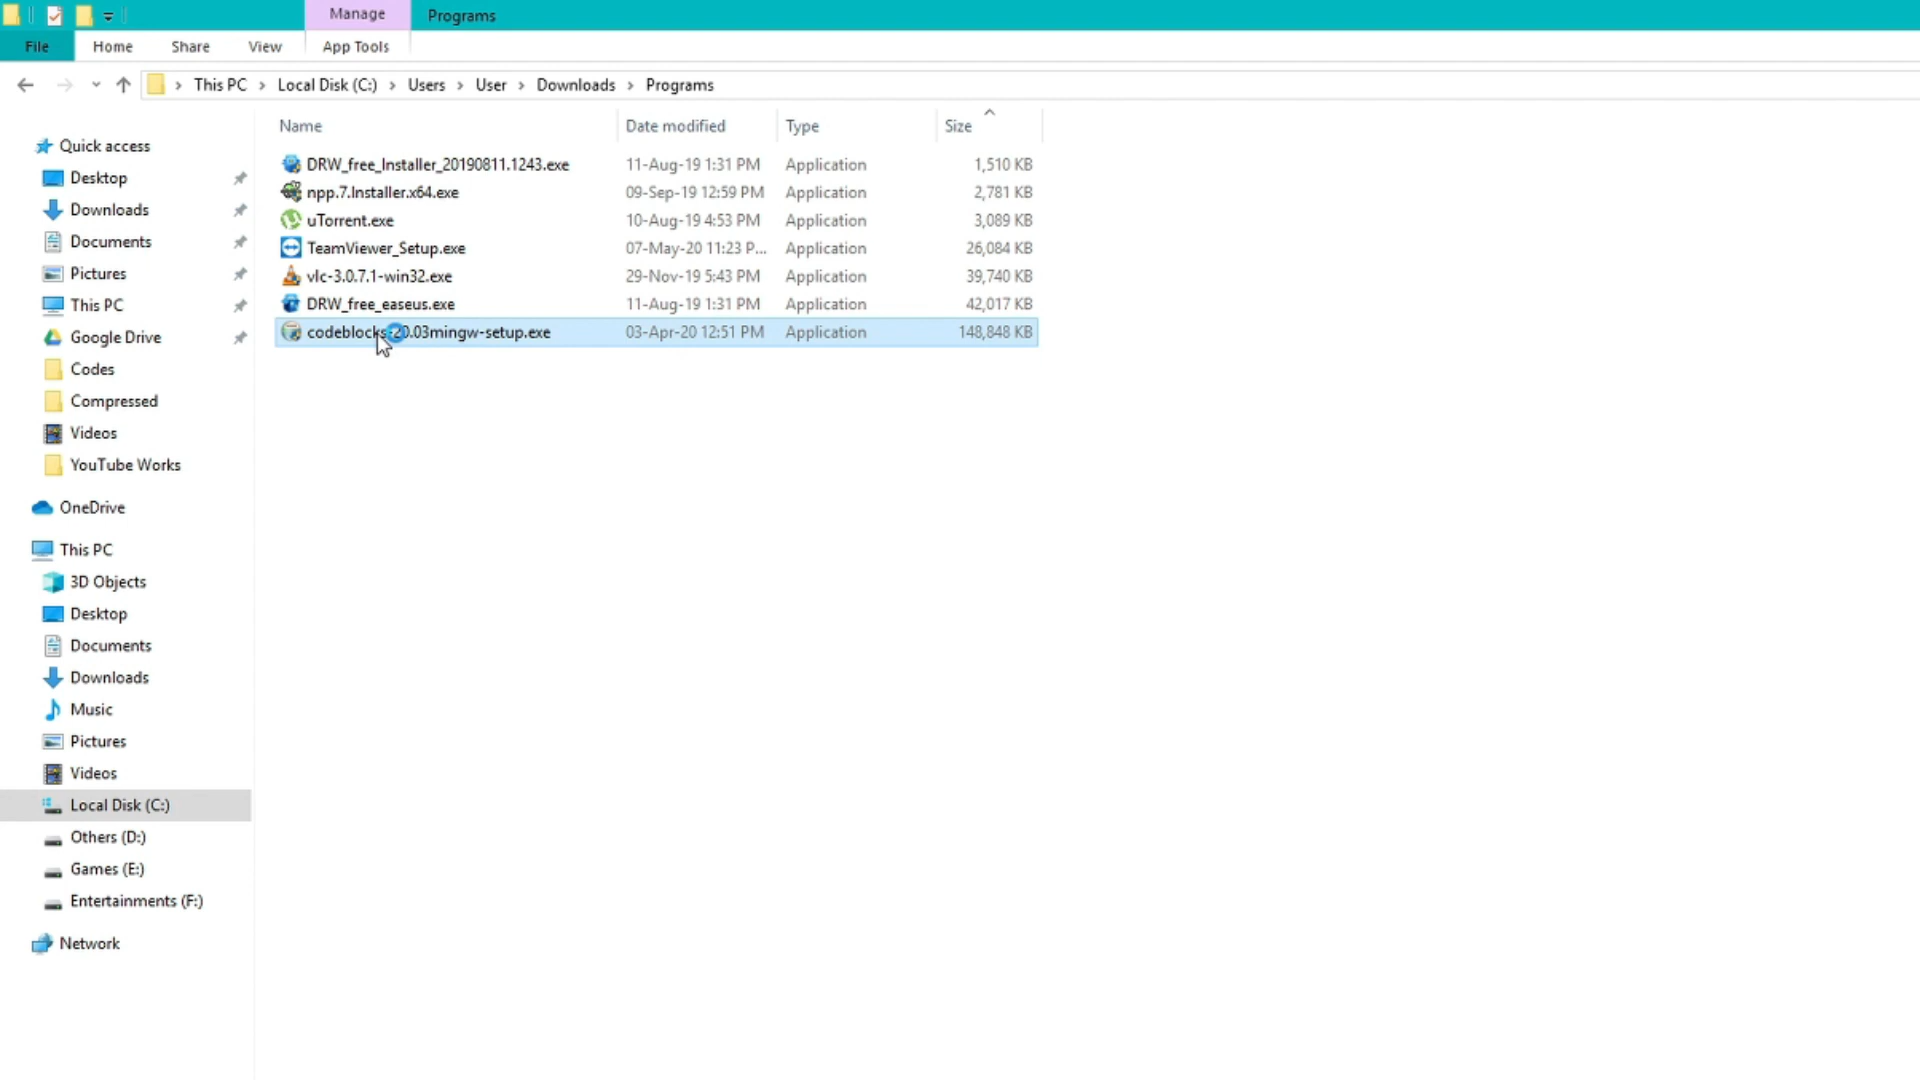 Manage
Programs
File
Home
Share
View
App Tools
This PC
Local Disk (C:)
Users
User
Downloads
Programs
Name
Date modified
Type
Size
Quick access
Desktop
Downloads
Documents
Pictures
This PC
Google Drive
Codes
Compressed
Videos
YouTube Works
OneDrive
This PC
3D Objects
Desktop
Documents
Downloads
Music
Pictures
Videos
Local Disk (C:)
Others (D:)
Games (E:)
Entertainments (F:)
Network
DRW_free_Installer_20190811.1243.exe 11-Aug-19 1:31 PM Application 1,510 KB
npp.7.Installer.x64.exe 09-Sep-19 12:59 PM Application 2,781 KB
uTorrent.exe 10-Aug-19 4:53 PM Application 3,089 KB
TeamViewer_Setup.exe 07-May-20 11:23 P... Application 26,084 KB
vlc-3.0.7.1-win32.exe 29-Nov-19 5:43 PM Application 39,740 KB
DRW_free_easeus.exe 11-Aug-19 1:31 PM Application 42,017 KB
codeblocks-20.03mingw-setup.exe 03-Apr-20 12:51 PM Application 148,848 KB